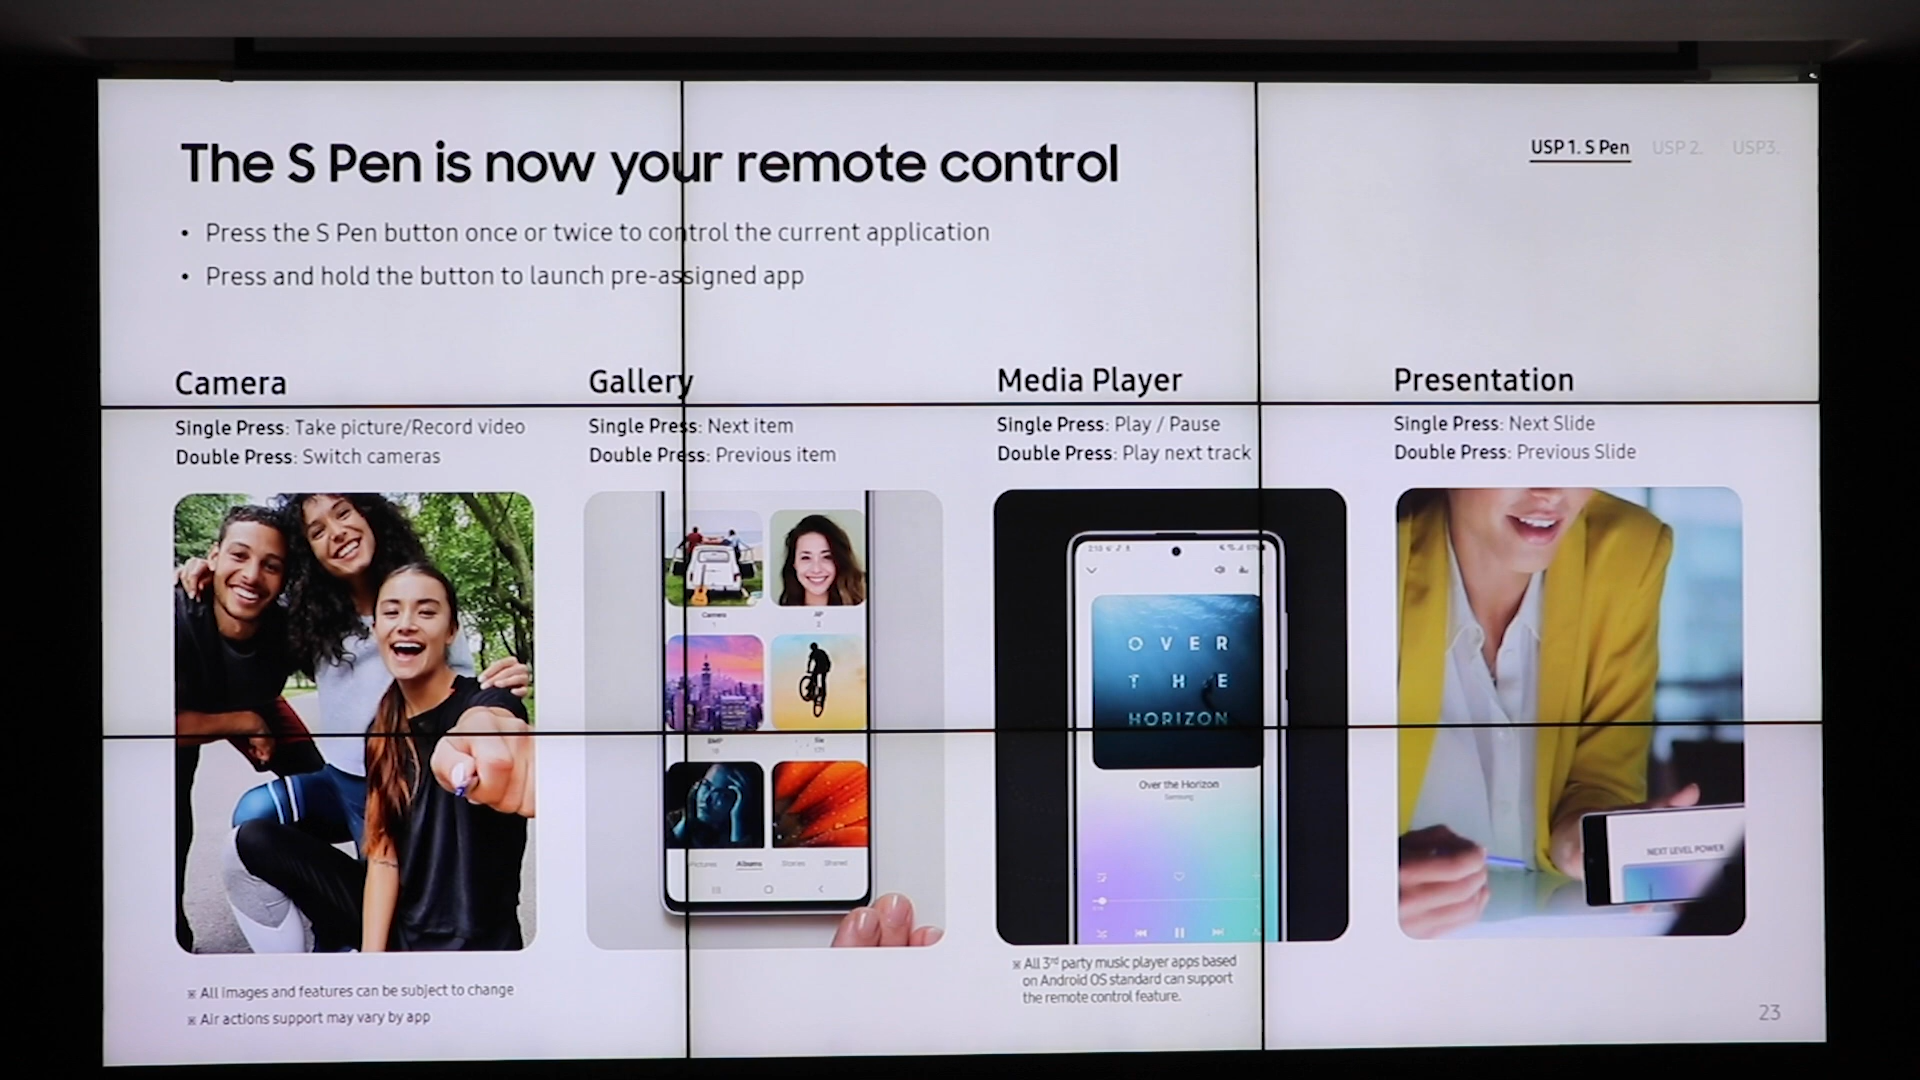 The S Pen is now your remote control
USP 1. S Pen USP 2. USP3.
• Press the S Pen button once or twice to control the current application
• Press and hold the button to launch pre-assigned app
Camera
Single Press: Take picture/Record video
Double Press: Switch cameras
Gallery
Single Press: Next item
Double Press: Previous item
Media Player
Single Press: Play / Pause
Double Press: Play next track
Presentation
Single Press: Next Slide
Double Press: Previous Slide
Camera
Pictures Albums Stories Shared
OVER
THE
HORIZON
Over the Horizon
Samsung
NEXT LEVEL POWER
※ All images and features can be subject to change
※ Air actions support may vary by app
※ All 3rd party music player apps based
on Android OS standard can support
the remote control feature.
23